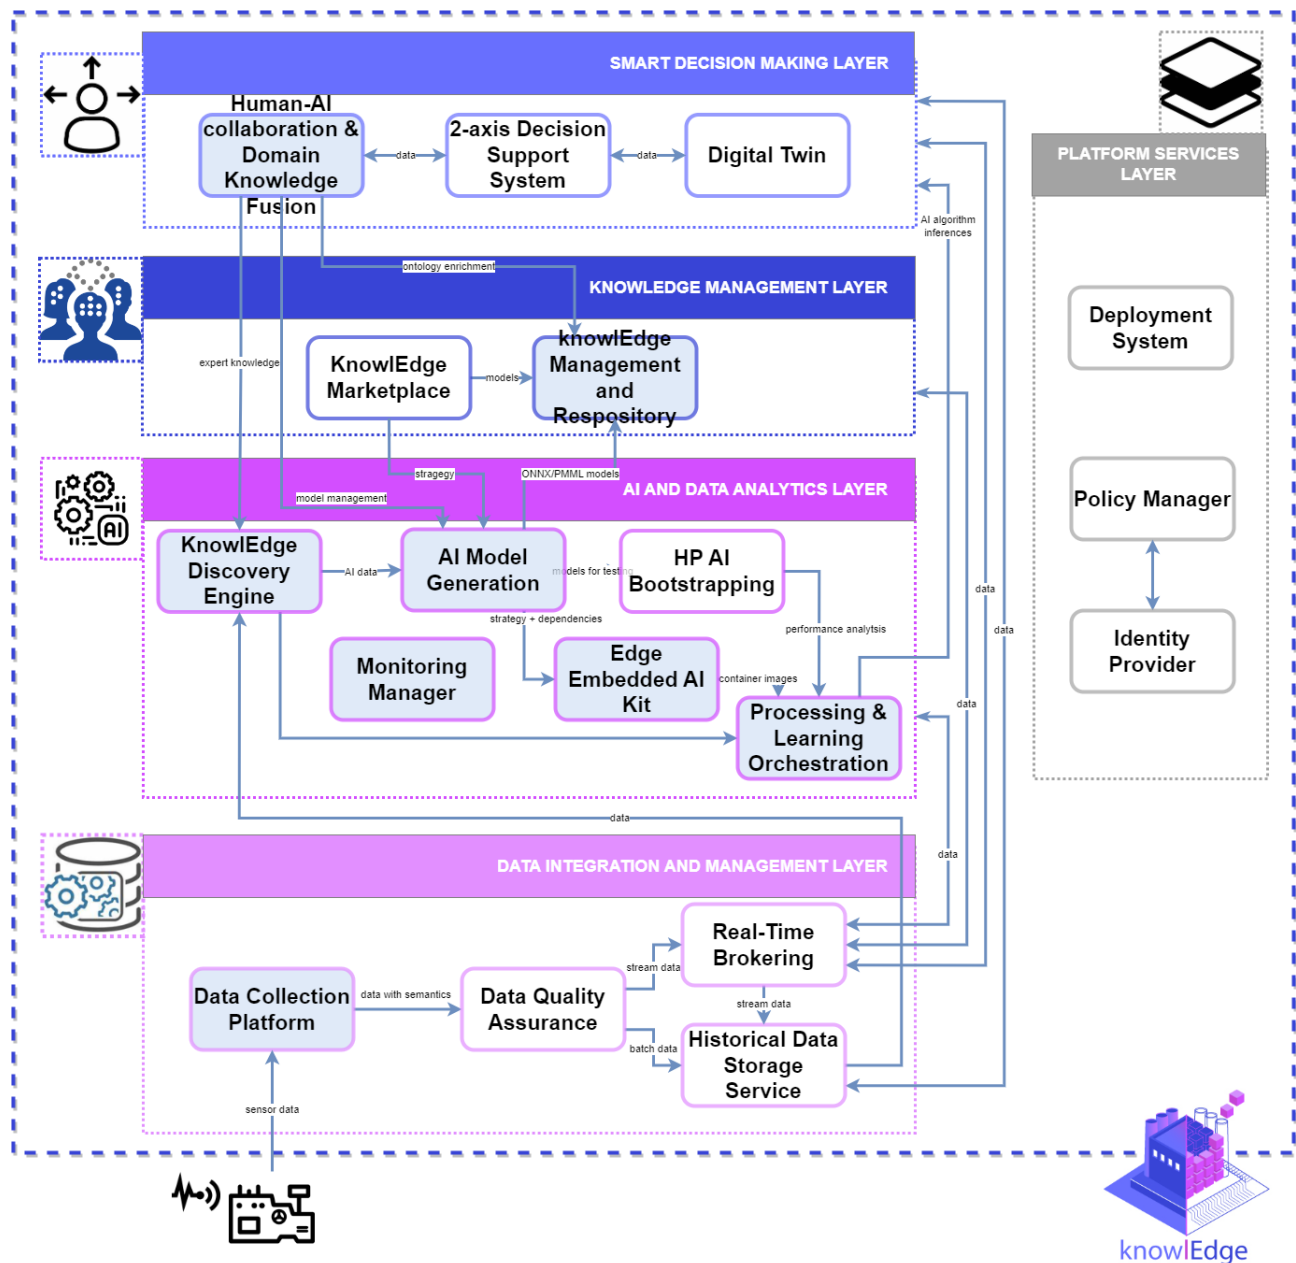 SMART DECISION MAKING LAYER
Human-AI
collaboration &
Domain
Knowledge
Fusion
data
2-axis Decision
Support
System
data
Digital Twin
PLATFORM SERVICES
LAYER
AI algorithm
inferences
ontology enrichment
KNOWLEDGE MANAGEMENT LAYER
Deployment
System
expert knowledge
KnowlEdge
Marketplace
models
knowlEdge
Management
and
Respository
stragegy
ONNX/PMML models
AI AND DATA ANALYTICS LAYER
model management
Policy Manager
KnowlEdge
Discovery
Engine
AI data
AI Model
Generation
models for testing
HP AI
Bootstrapping
data
strategy + dependencies
performance analytsis
data
Identity
Provider
Monitoring
Manager
Edge
Embedded AI
Kit
container images
data
Processing &
Learning
Orchestration
data
data
DATA INTEGRATION AND MANAGEMENT LAYER
Real-Time
Brokering
stream data
Data Collection
Platform
data with semantics
Data Quality
Assurance
stream data
batch data
Historical Data
Storage
Service
sensor data
AI
knowlEdge